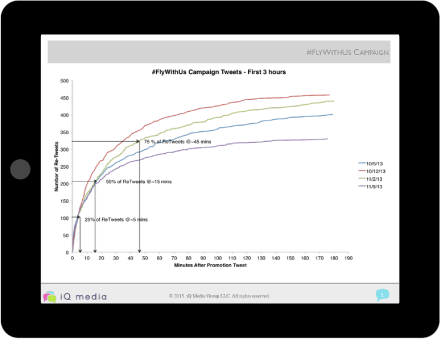 #FLYWITHUS CAMPAIGN
#FlyWithUs Campaign Tweets - First 3 hours
Number of Re-Tweets
500
450
400
350
300
250
200
150
100
50
0
75 % of ReTweets @~45 mins
50% of ReTweets @~15 mins
25% of ReTweets @~5 mins
10/5/13
10/12/13
11/2/13
11/9/13
0 10 20 30 40 50 60 70 80 90 100 110 120 130 140 150 160 170 180 190
Minutes After Promotion Tweet
iQ media
© 2013, iQ Media Group LLC. All rights reserved.